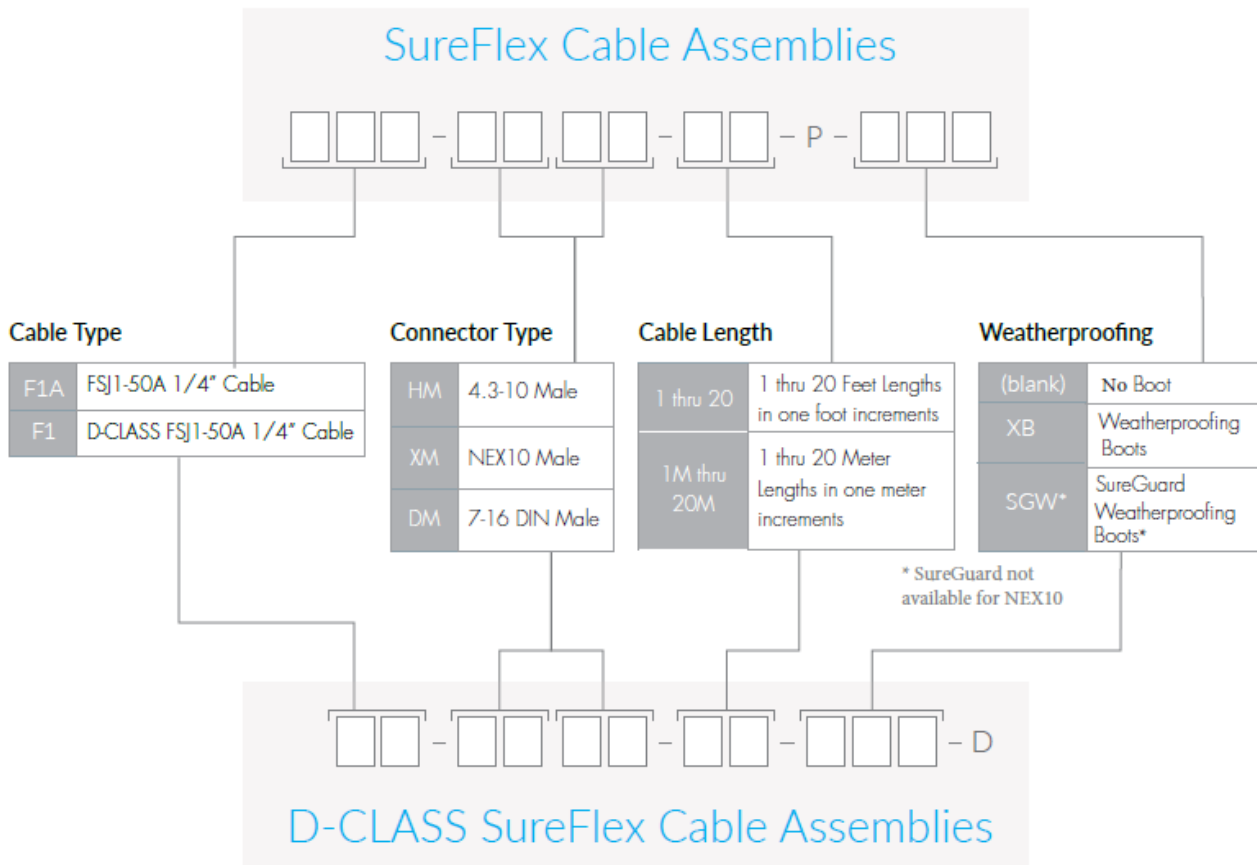 SureFlex Cable Assemblies
- - - P -
Cable Type
F1A FSJ1-50A 1/4" Cable
F1 D-CLASS FSJ1-50A 1/4" Cable
Connector Type
HM 4.3-10 Male
XM NEX10 Male
DM 7-16 DIN Male
Cable Length
1 thru 20
1 thru 20 Feet Lengths
in one foot increments
1M thru
20M
1 thru 20 Meter
Lengths in one meter
increments
Weatherproofing
(blank) No Boot
XB
Weatherproofing
Boots
SGW*
SureGuard
Weatherproofing
Boots*
* SureGuard not
available for NEX10
- - - - D
D-CLASS SureFlex Cable Assemblies